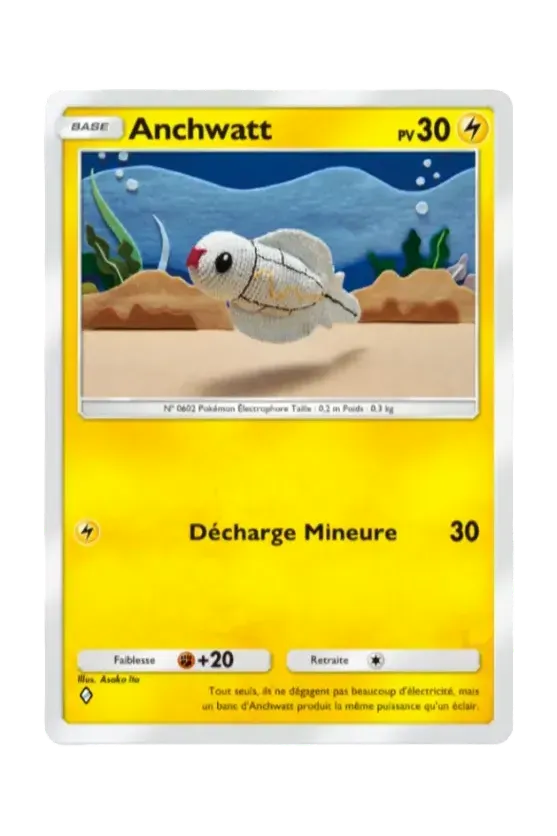 BASE Anchwatt PV 30
N° 0602 Pokémon Électrophore Taille : 0,2 m Poids : 0,3 kg
Décharge Mineure 30
Faiblesse +20 Retraite
Illus. Asako Ito
Tout seuls, ils ne dégagent pas beaucoup d'électricité, mais
un banc d'Anchwatt produit la même puissance qu'un éclair.